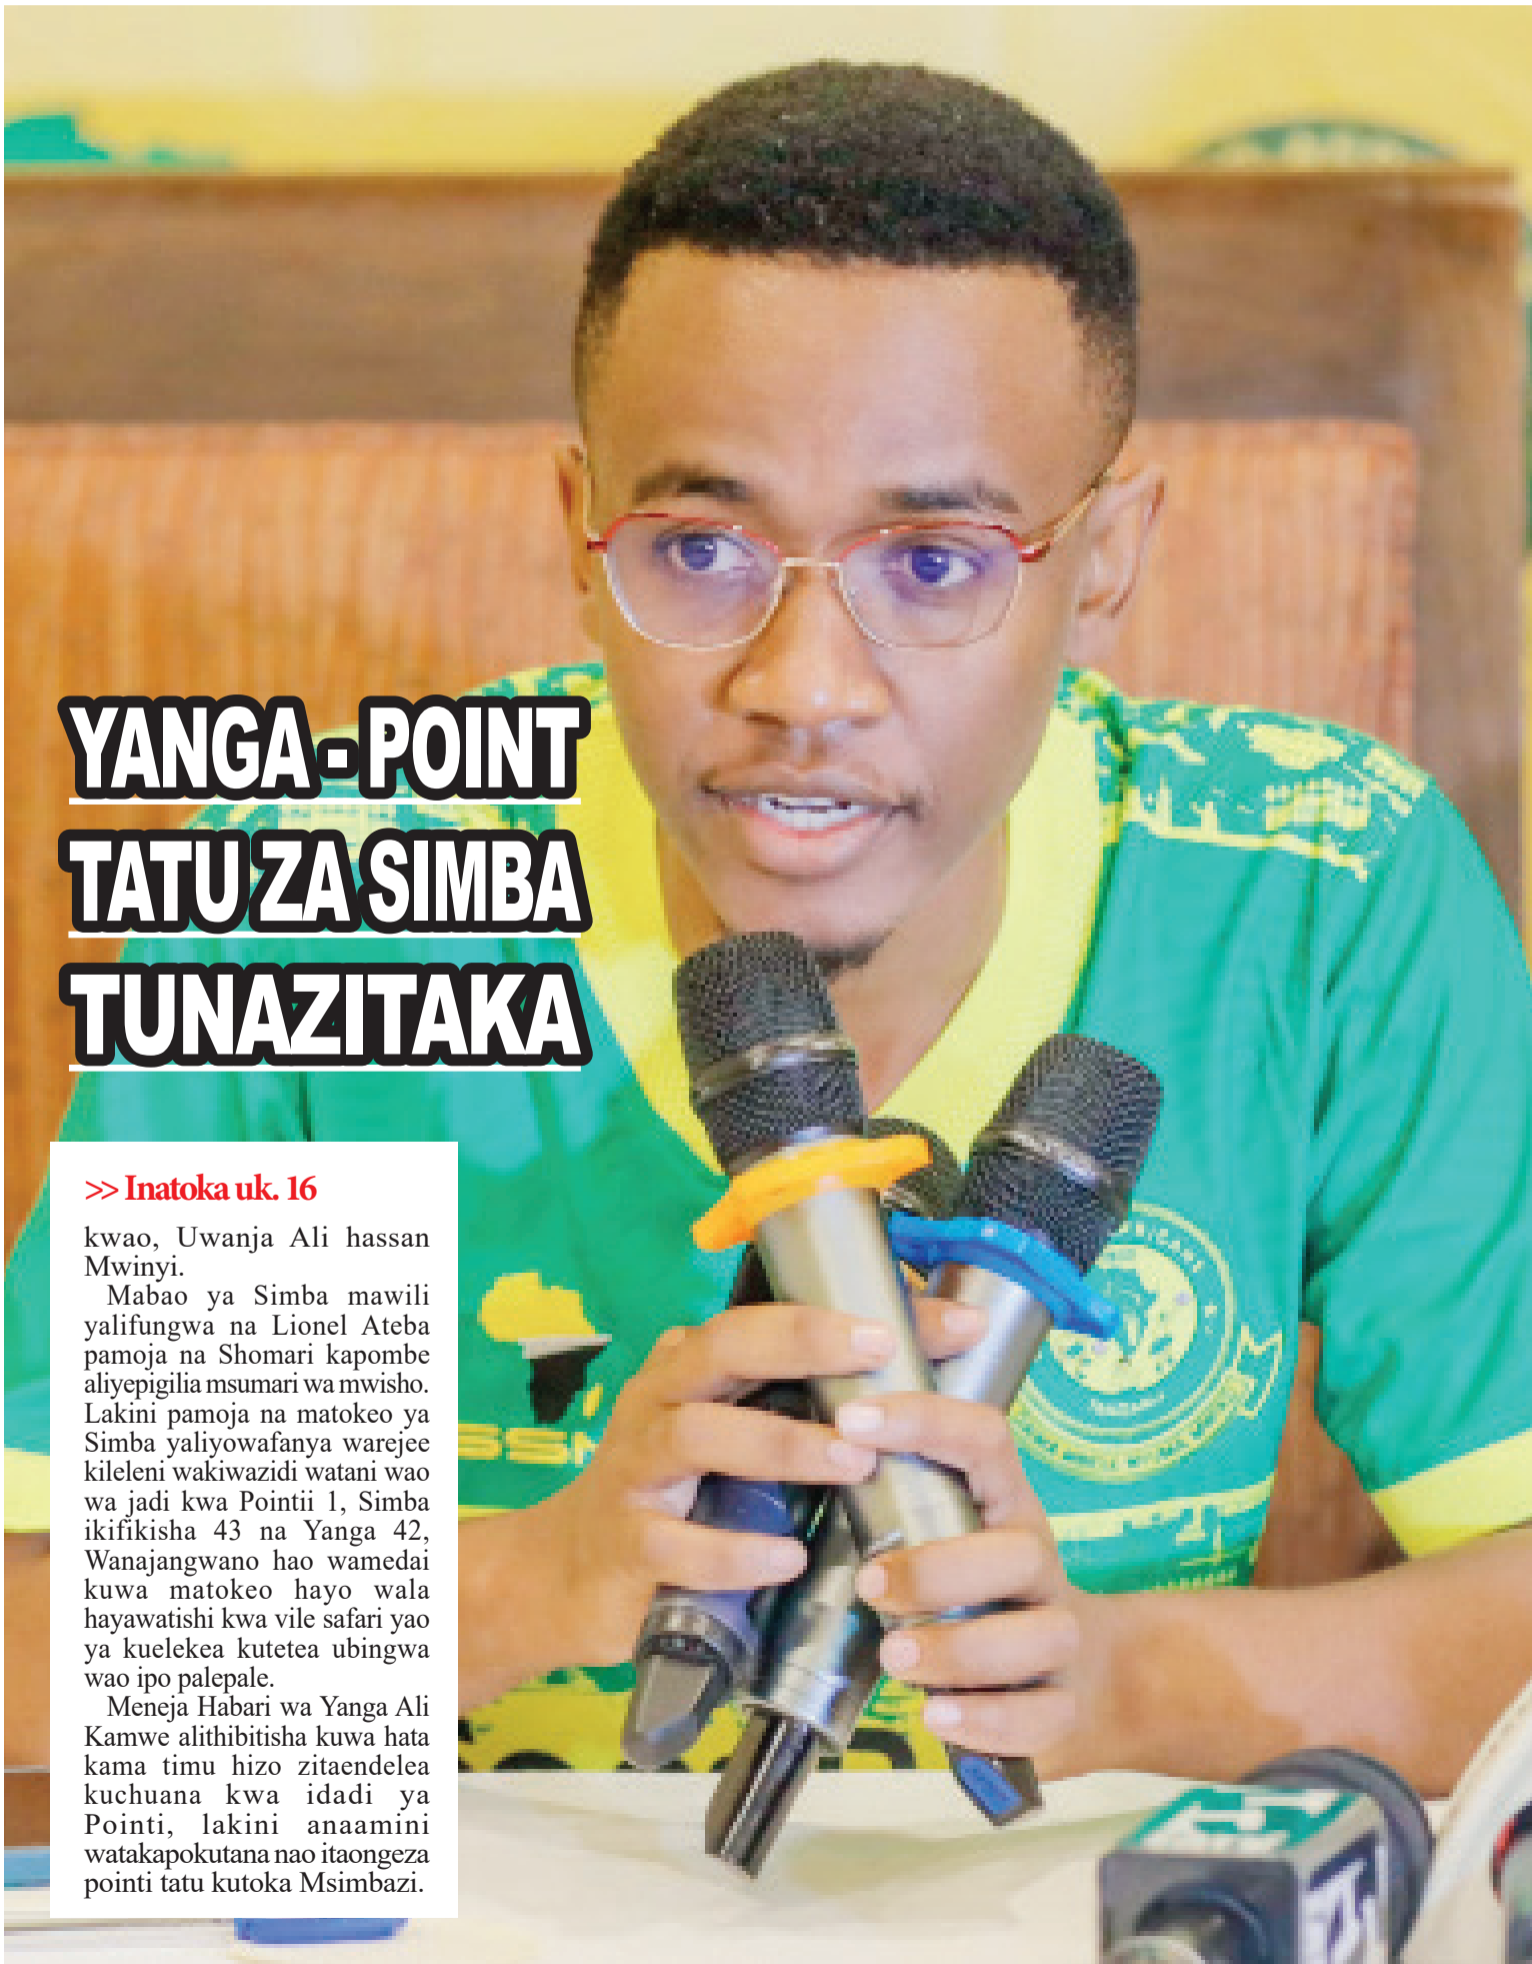 YANGA - POINT
TATU ZA SIMBA
TUNAZITAKA
>> Inatoka uk. 16
kwao, Uwanja Ali hassan
Mwinyi.
Mabao ya Simba mawili
yalifungwa na Lionel Ateba
pamoja na Shomari kapombe
aliyepigilia msumari wa mwisho.
Lakini pamoja na matokeo ya
Simba yaliyowafanya warejee
kileleni wakiwazidi watani wao
wa jadi kwa Pointii 1, Simba
ikifikisha 43 na Yanga 42,
Wanajangwano hao wamedai
kuwa matokeo hayo wala
hayawatishi kwa vile safari yao
ya kuelekea kutetea ubingwa
wao ipo palepale.
Meneja Habari wa Yanga Ali
Kamwe alithibitisha kuwa hata
kama timu hizo zitaendelea
kuchuana kwa idadi ya
Pointi, lakini anaamini
watakapokutana nao itaongeza
pointi tatu kutoka Msimbazi.